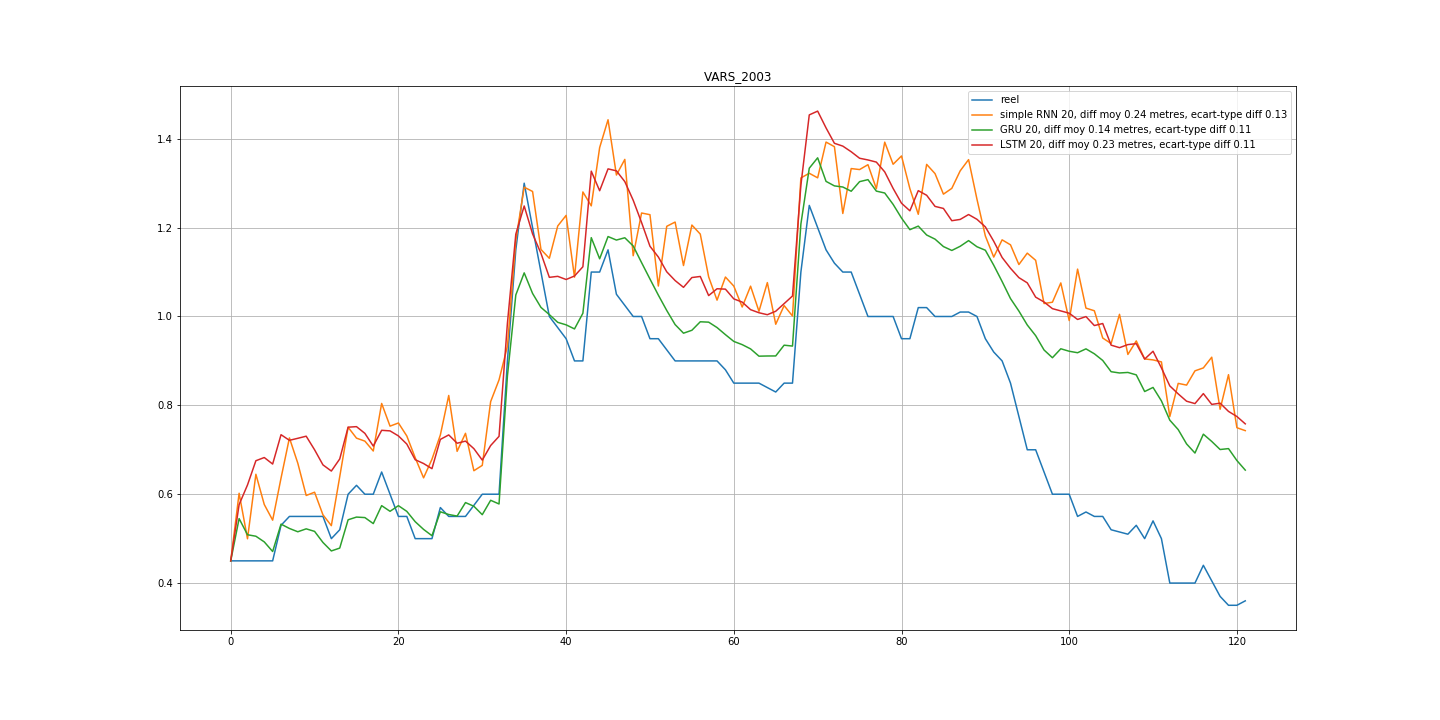 VARS_2003
reel
simple RNN 20, diff moy 0.24 metres, ecart-type diff 0.13
GRU 20, diff moy 0.14 metres, ecart-type diff 0.11
LSTM 20, diff moy 0.23 metres, ecart-type diff 0.11
1.4
1.2
1.0
0.8
0.6
0.4
0 20 40 60 80 100 120